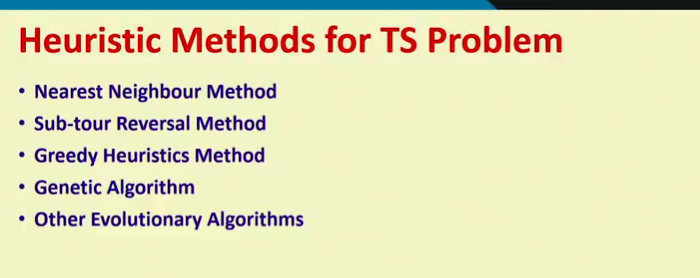 Heuristic Methods for TS Problem
• Nearest Neighbour Method
• Sub-tour Reversal Method
• Greedy Heuristics Method
• Genetic Algorithm
• Other Evolutionary Algorithms